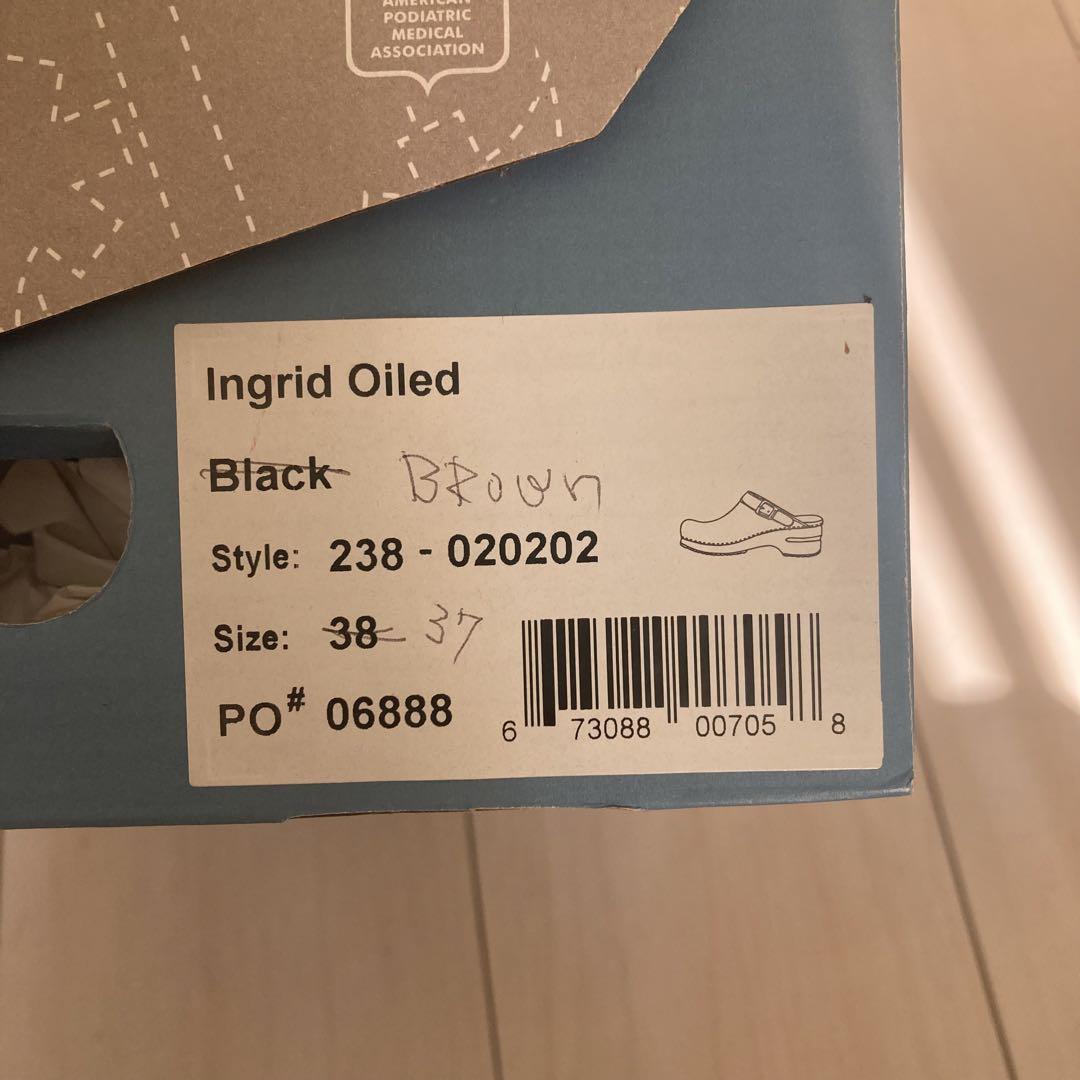 AMERICAN
PODIATRIC
MEDICAL
ASSOCIATION
Ingrid Oiled
Black BROWN
Style: 238 - 020202
Size: 38 37
PO# 06888
6 73088 00705 8